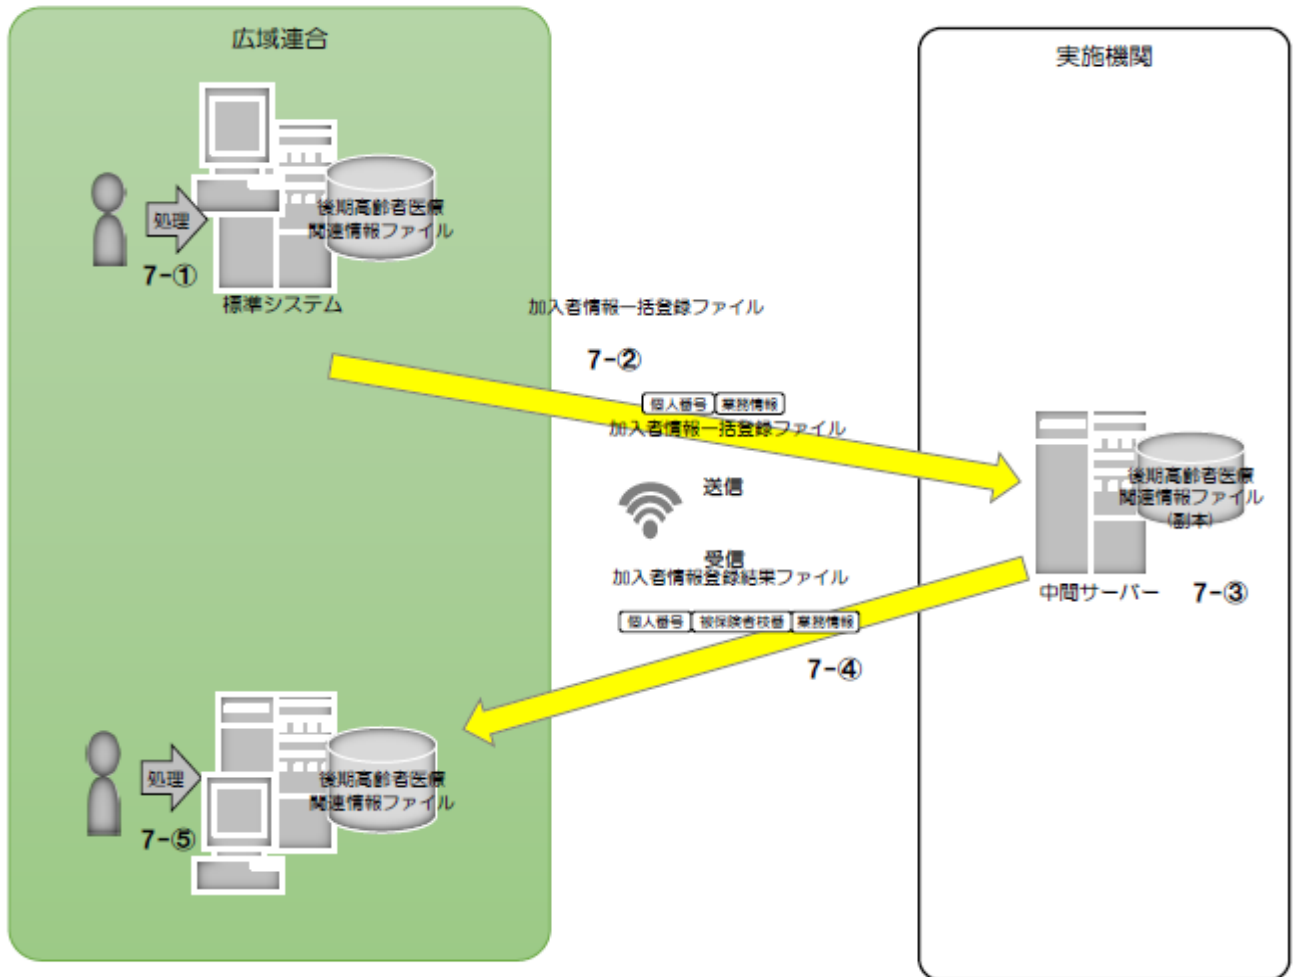 広域連合
実施機関
処理
7-①
後期高齢者医療
関連情報ファイル
標準システム
加入者情報一括登録ファイル
7-②
個人番号 業務情報
加入者情報一括登録ファイル
送信
受信
加入者情報登録結果ファイル
個人番号 被保険者枝番 業務情報
7-④
後期高齢者医療
関連情報ファイル
(副本)
中間サーバー
7-③
処理
7-⑤
後期高齢者医療
関連情報ファイル